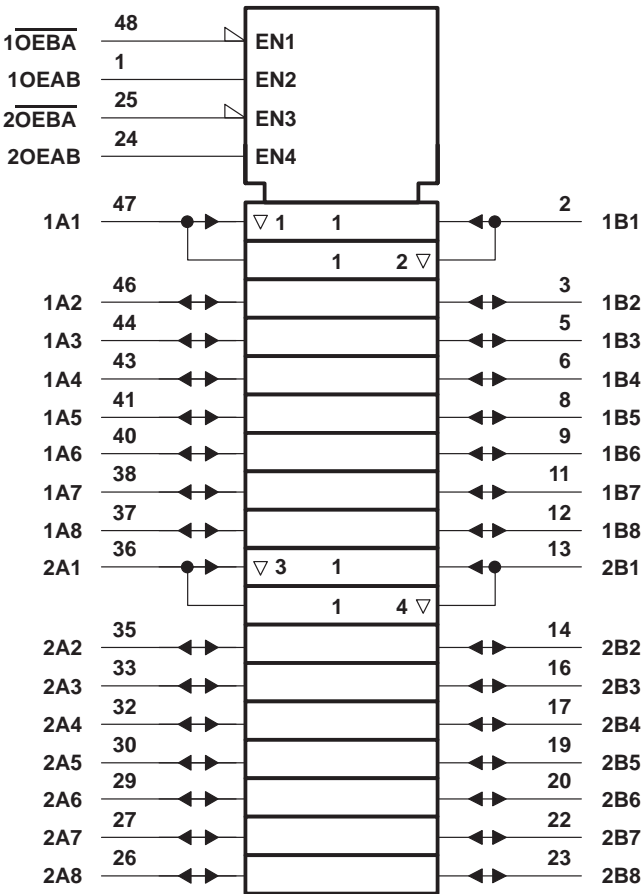 1OEBA 48 EN1
1OEAB 1 EN2
2OEBA 25 EN3
2OEAB 24 EN4
1A1 47 ▽ 1 1 2 1B1
1 2 ▽
1A2 46 3 1B2
1A3 44 5 1B3
1A4 43 6 1B4
1A5 41 8 1B5
1A6 40 9 1B6
1A7 38 11 1B7
1A8 37 12 1B8
2A1 36 ▽ 3 1 13 2B1
1 4 ▽
2A2 35 14 2B2
2A3 33 16 2B3
2A4 32 17 2B4
2A5 30 19 2B5
2A6 29 20 2B6
2A7 27 22 2B7
2A8 26 23 2B8